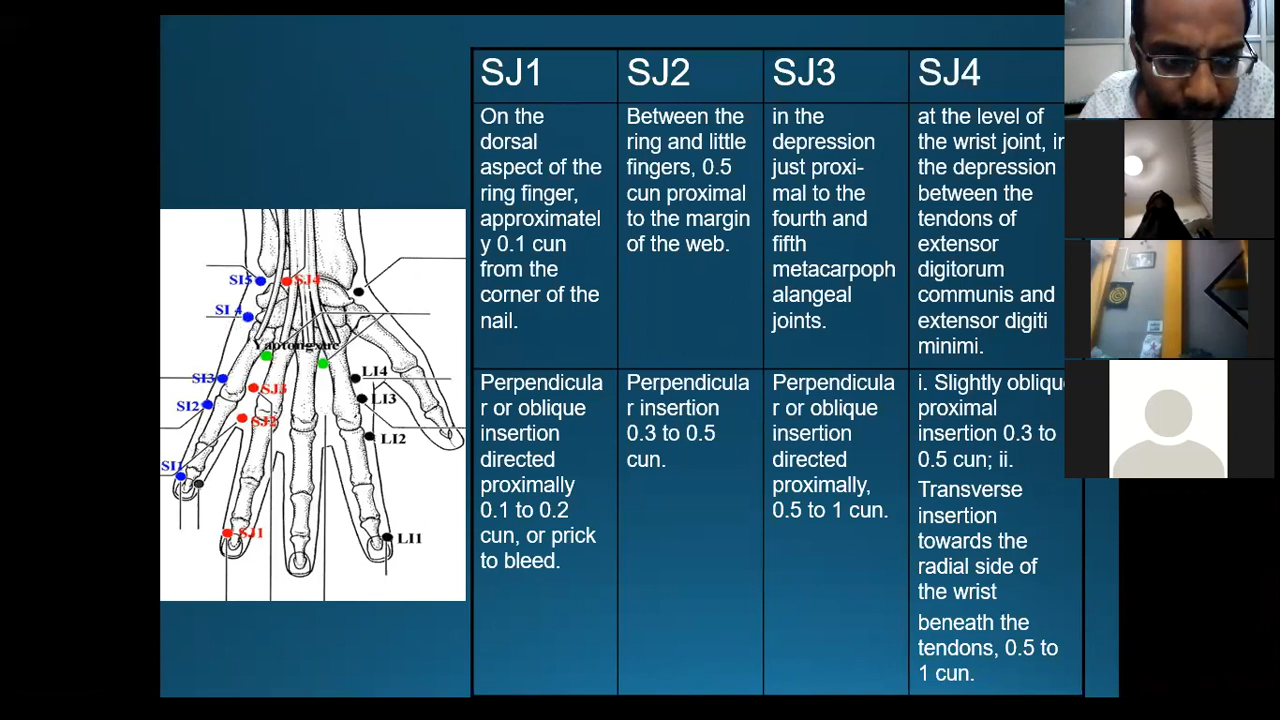 SJ1
On the
dorsal
aspect of the
ring finger,
approximatel
y 0.1 cun
from the
corner of the
nail.
Perpendicula
r or oblique
insertion
directed
proximally
0.1 to 0.2
cun, or prick
to bleed.
SJ2
Between the
ring and little
fingers, 0.5
cun proximal
to the margin
of the web.
Perpendicula
r insertion
0.3 to 0.5
cun.
SJ3
in the
depression
just proxi-
mal to the
fourth and
fifth
metacarpoph
alangeal
joints.
Perpendicula
r or oblique
insertion
directed
proximally,
0.5 to 1 cun.
SJ4
at the level of
the wrist joint, in
the depression
between the
tendons of
extensor
digitorum
communis and
extensor digiti
minimi.
i. Slightly oblique
proximal
insertion 0.3 to
0.5 cun; ii.
Transverse
insertion
towards the
radial side of
the wrist
beneath the
tendons, 0.5 to
1 cun.
SI5
SJ4
SI 4
Yaotongxue
SI3
SJ3
LI4
LI3
SI2
SJ2
LI2
SI1
SJ1
LI1